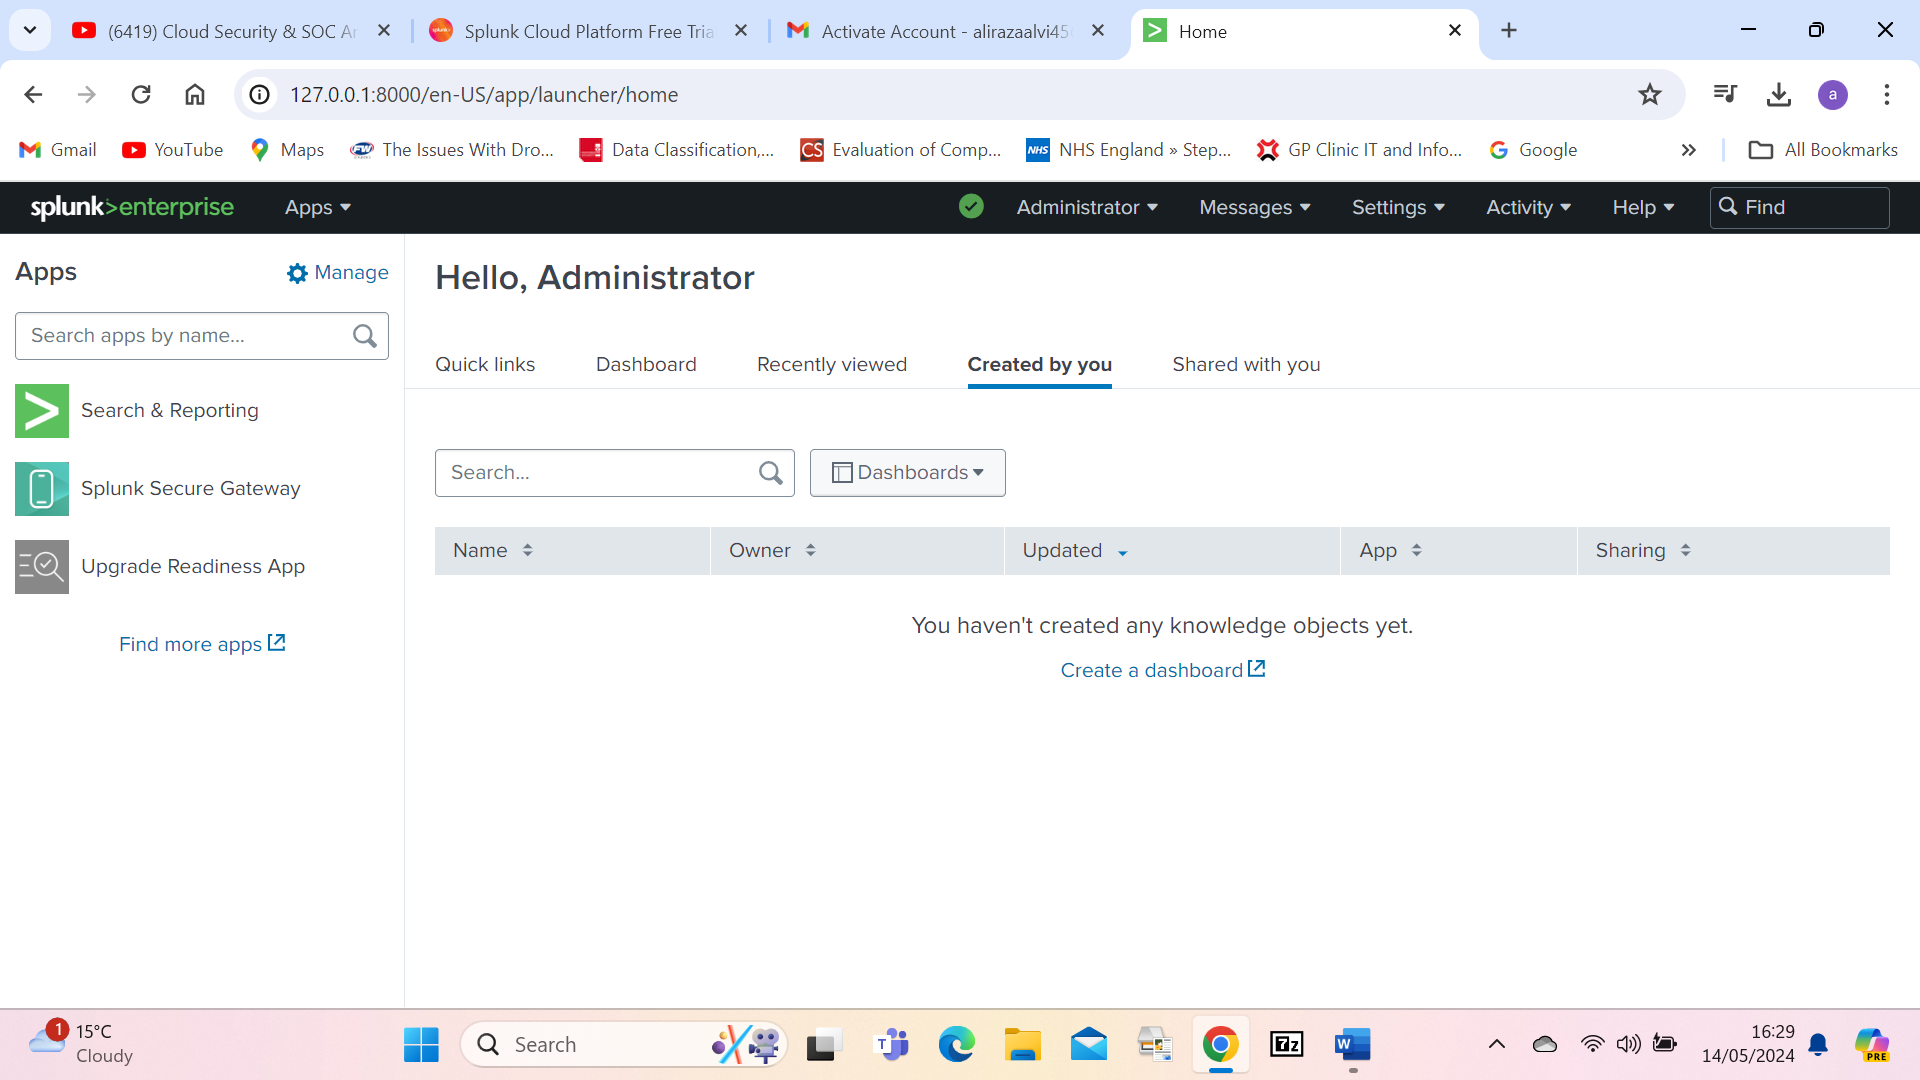 (6419) Cloud Security & SOC Ar
Splunk Cloud Platform Free Tria
Activate Account - alirazaalvi45
Home
127.0.0.1:8000/en-US/app/launcher/home
a
Gmail
YouTube
Maps
The Issues With Dro...
Data Classification,...
Evaluation of Comp...
NHS England » Step...
GP Clinic IT and Info...
Google
All Bookmarks
splunk>enterprise
Apps
Administrator
Messages
Settings
Activity
Help
Find
Apps
Manage
Search apps by name...
Search & Reporting
Splunk Secure Gateway
Upgrade Readiness App
Find more apps
Hello, Administrator
Quick links
Dashboard
Recently viewed
Created by you
Shared with you
Search...
Dashboards
Name
Owner
Updated
App
Sharing
You haven't created any knowledge objects yet.
Create a dashboard
1
15°C
Cloudy
Search
7z
W
16:29
14/05/2024
PRE